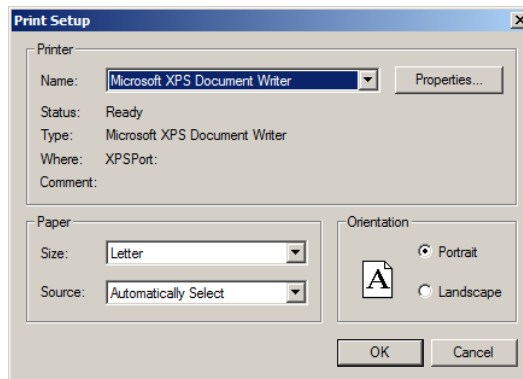 Print Setup
Printer
Name: Microsoft XPS Document Writer Properties...
Status: Ready
Type: Microsoft XPS Document Writer
Where: XPSPort:
Comment:
Paper
Size: Letter
Source: Automatically Select
Orientation
A
Portrait
Landscape
OK Cancel